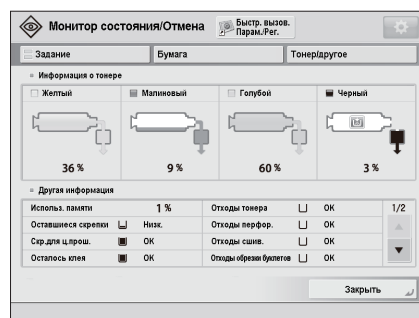 Монитор состояния/Отмена
Быстр. вызов.
Парам./Рег.
Задание Бумага Тонер/другое
Информация о тонере
Желтый Малиновый Голубой Черный
36 % 9 % 60 % 3 %
Другая информация
Использ. памяти 1 % Отходы тонера OK 1/2
Оставшиеся скрепки Низк. Отходы перфор. OK
Скр.для ц.прош. OK Отходы сшив. OK
Осталось клея OK Отходы обрезки буклетов OK
Закрыть